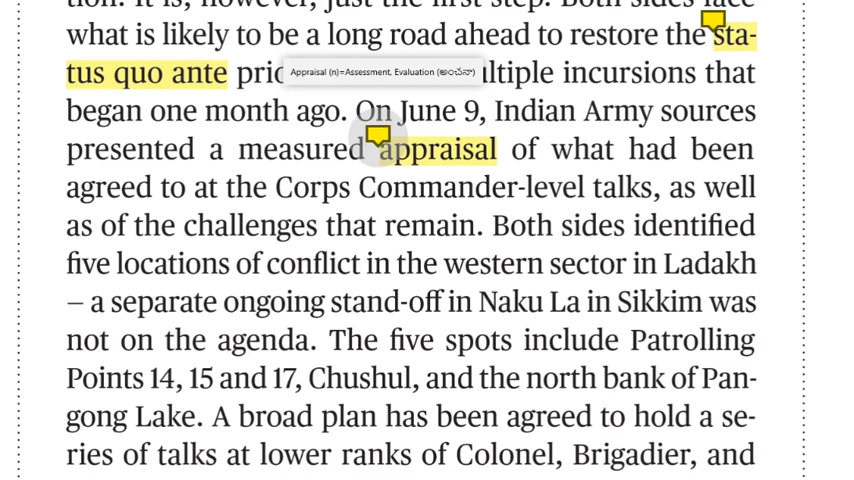 tion. It is, however, just the first step. Both sides face
what is likely to be a long road ahead to restore the sta-
tus quo ante
Appraisal (n)=Assessment, Evaluation (అంచనా)
incursions that
began one month ago. On June 9, Indian Army sources
presented a measured appraisal of what had been
agreed to at the Corps Commander-level talks, as well
as of the challenges that remain. Both sides identified
five locations of conflict in the western sector in Ladakh
– a separate ongoing stand-off in Naku La in Sikkim was
not on the agenda. The five spots include Patrolling
Points 14, 15 and 17, Chushul, and the north bank of Pan-
gong Lake. A broad plan has been agreed to hold a se-
ries of talks at lower ranks of Colonel, Brigadier, and